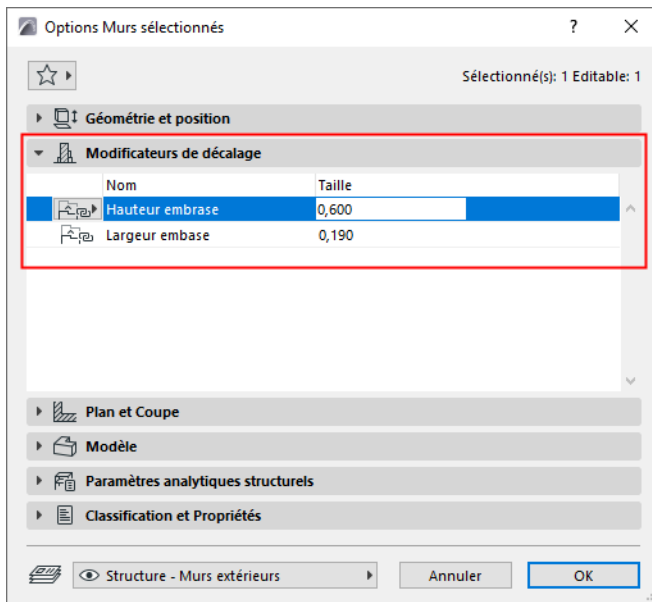 Options Murs sélectionnés ?
Sélectionné(s): 1 Editable: 1
Géométrie et position
Modificateurs de décalage
Nom Taille
Hauteur embrase 0,600
Largeur embase 0,190
Plan et Coupe
Modèle
Paramètres analytiques structurels
Classification et Propriétés
Structure - Murs extérieurs Annuler OK